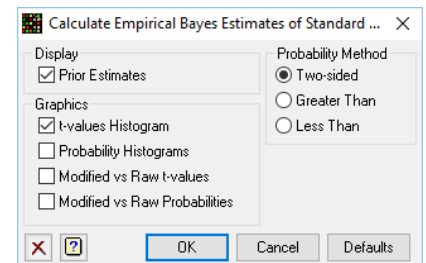 Calculate Empirical Bayes Estimates of Standard ...
Display
Prior Estimates
Graphics
t-values Histogram
Probability Histograms
Modified vs Raw t-values
Modified vs Raw Probabilities
Probability Method
Two-sided
Greater Than
Less Than
OK
Cancel
Defaults